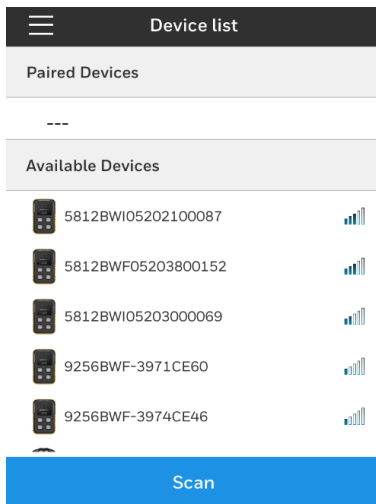 Device list
Paired Devices
---
Available Devices
5812BWI05202100087
5812BWF05203800152
5812BWI05203000069
9256BWF-3971CE60
9256BWF-3974CE46
Scan